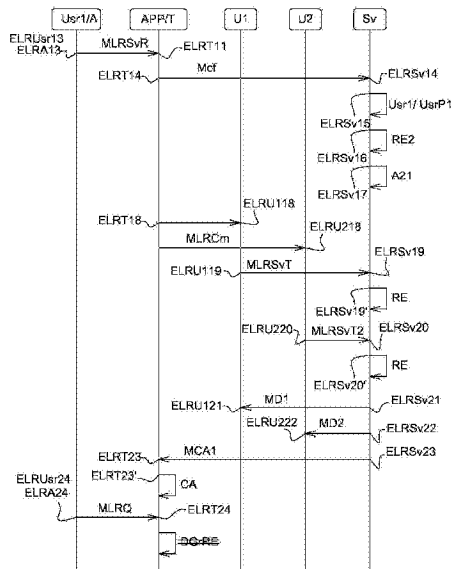 Usr1/A APP/T U1 U2 Sv
ELRUsr13
ELRA13
MLRSvR
ELRT11
ELRT14
Mcf
ELRSv14
Usr1/ UsrP1
ELRSv15
RE2
ELRSv16
A21
ELRSv17
ELRU118
ELRT18
ELRU218
MLRCm
ELRSv19
ELRU119
MLRSvT
RE
ELRSv19'
ELRU220
MLRSvT2
ELRSv20
RE
ELRSv20'
MD1
ELRU121
ELRSv21
ELRU222
MD2
ELRSv22
MCA1
ELRT23
ELRSv23
ELRT23'
CA
ELRUsr24
ELRA24
MLRQ
ELRT24
DGrRE